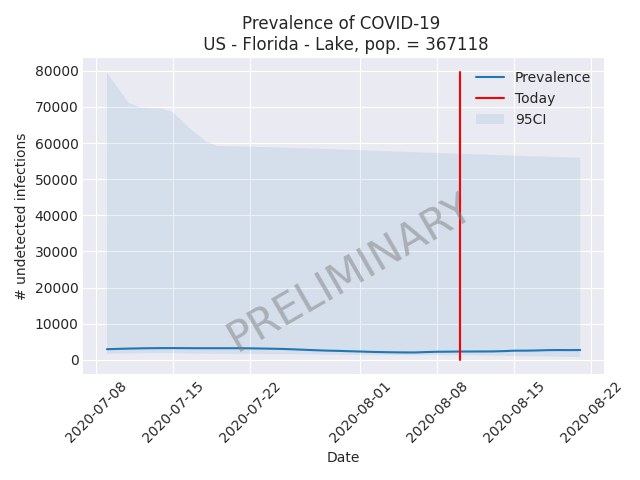 Prevalence of COVID-19
US - Florida - Lake, pop. = 367118
80000
70000
60000
50000
40000
30000
20000
10000
0
# undetected infections
Prevalence
Today
95CI
PRELIMINARY
2020-07-08
2020-07-15
2020-07-22
2020-08-01
2020-08-08
2020-08-15
2020-08-22
Date